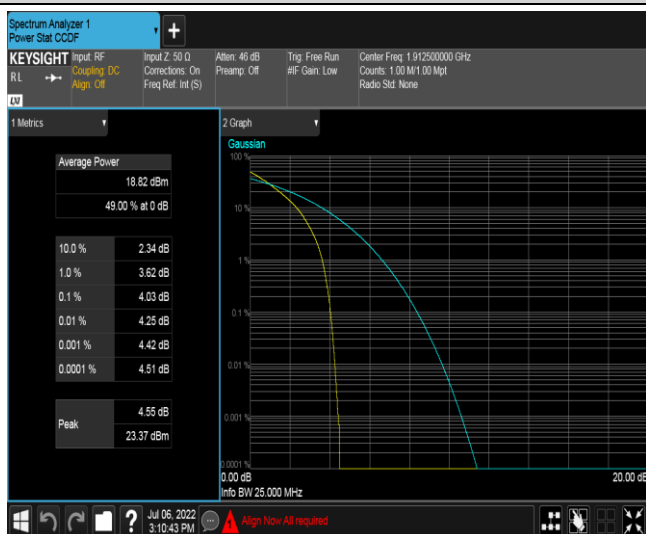 Spectrum Analyzer 1
Power Stat CCDF
+
KEYSIGHT
RL
LXI
Input: RF
Coupling: DC
Align: Off
Input Z: 50 Ω
Corrections: On
Freq Ref: Int (S)
Atten: 46 dB
Preamp: Off
Trig: Free Run
#IF Gain: Low
Center Freq: 1.912500000 GHz
Counts: 1.00 M/1.00 Mpt
Radio Std: None
1 Metrics
Average Power
18.82 dBm
49.00 % at 0 dB
10.0 % 2.34 dB
1.0 % 3.62 dB
0.1 % 4.03 dB
0.01 % 4.25 dB
0.001 % 4.42 dB
0.0001 % 4.51 dB
Peak
4.55 dB
23.37 dBm
2 Graph
Gaussian
100 %
10 %
1 %
0.1 %
0.01 %
0.001 %
0.0001 %
0.00 dB 20.00 dB
Info BW 25.000 MHz
?
Jul 06, 2022
3:10:43 PM
Align Now All required